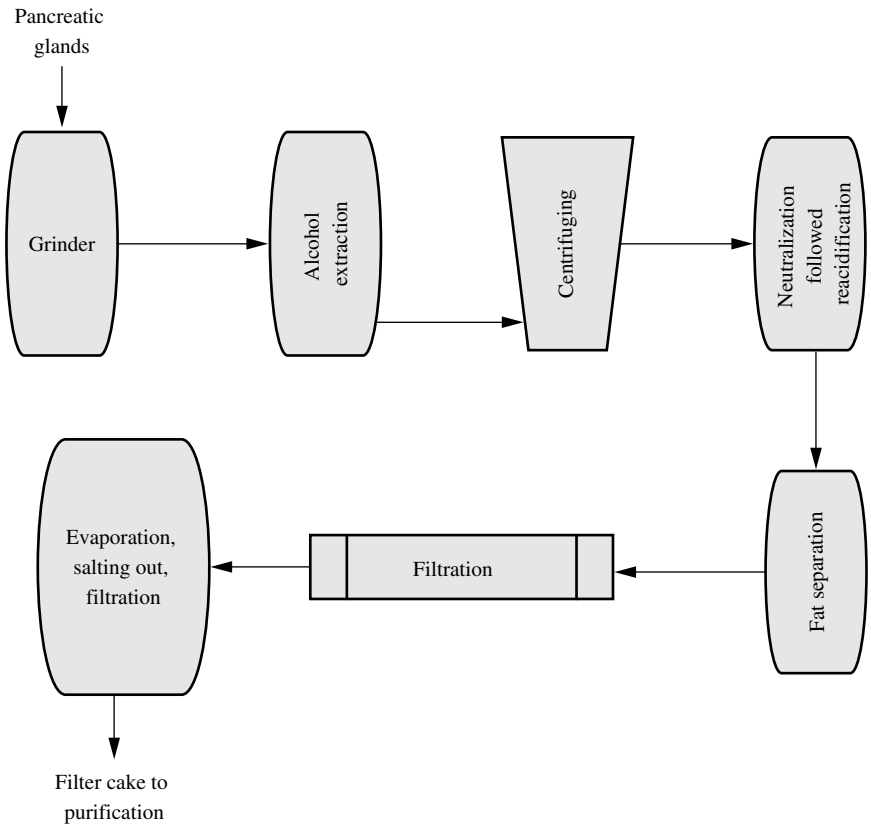 Pancreatic
glands
Grinder
Alcohol
extraction
Centrifuging
Neutralization
followed
reacidification
Fat separation
Filtration
Evaporation,
salting out,
filtration
Filter cake to
purification